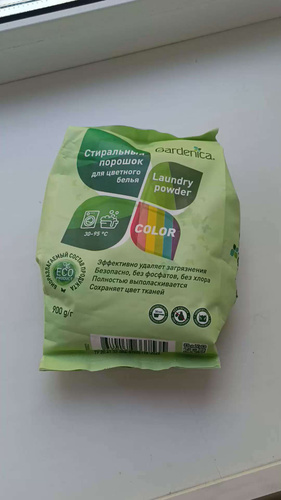 Gardenica.
Стиральный
порошок
для цветного
белья
Laundry
powder
30-95 °C
COLOR
ECO
Эффективно удаляет загрязнения
Безопасно, без фосфатов, без хлора
Полностью выполаскивается
Сохраняет цвет тканей
900 g/г